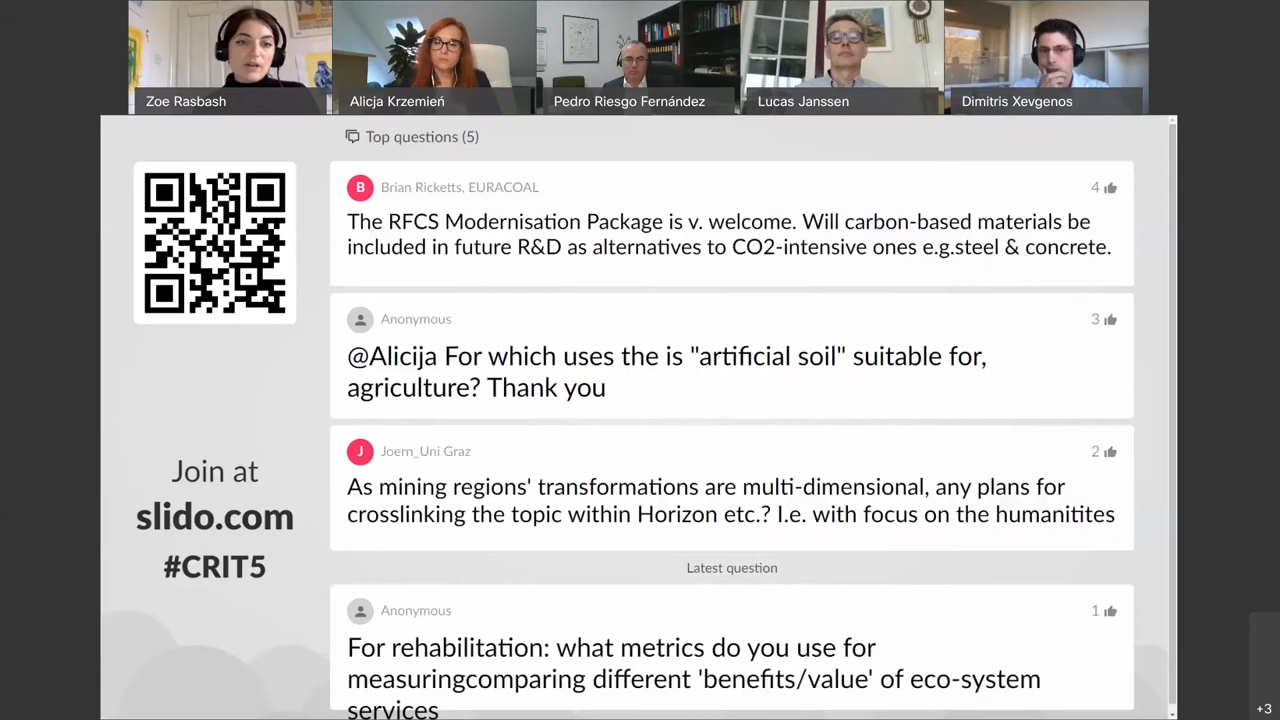 Zoe Rasbash
Alicja Krzemień
Pedro Riesgo Fernández
Lucas Janssen
Dimitris Xevgenos
Top questions (5)
B
Brian Ricketts, EURACOAL
4
The RFCS Modernisation Package is v. welcome. Will carbon-based materials be
included in future R&D as alternatives to CO2-intensive ones e.g.steel & concrete.
Anonymous
3
@Alicija For which uses the is "artificial soil" suitable for,
agriculture? Thank you
J
Joern_Uni Graz
2
As mining regions' transformations are multi-dimensional, any plans for
crosslinking the topic within Horizon etc.? I.e. with focus on the humanitites
Join at
slido.com
#CRIT5
Latest question
Anonymous
1
For rehabilitation: what metrics do you use for
measuringcomparing different 'benefits/value' of eco-system
services
+3